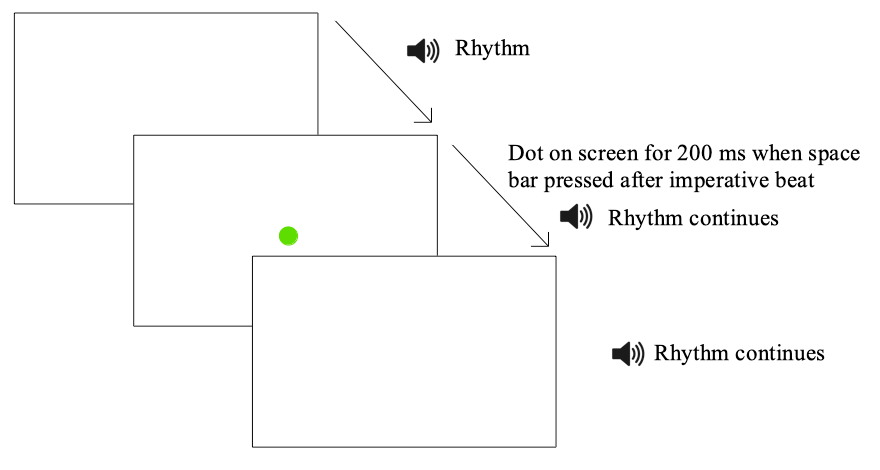 Rhythm
Dot on screen for 200 ms when space
bar pressed after imperative beat
Rhythm continues
Rhythm continues